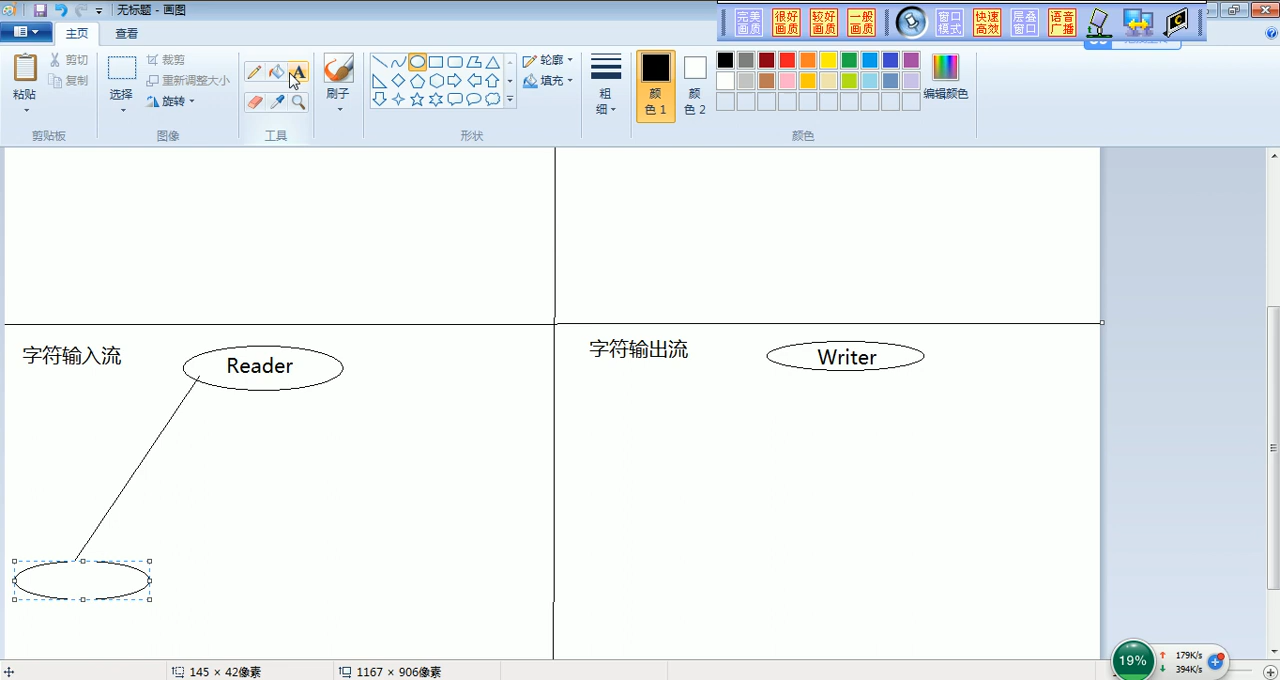 无标题 - 画图
完美画质
很好画质
较好画质
一般画质
窗口模式
快速高效
层叠窗口
语音广播
主页
查看
粘贴
剪切
复制
剪贴板
选择
裁剪
重新调整大小
旋转
图像
A
工具
刷子
轮廓
填充
形状
粗细
颜色 1
颜色 2
编辑颜色
颜色
字符输入流
Reader
字符输出流
Writer
145 × 42像素
1167 × 906像素
19%
179K/s
394K/s